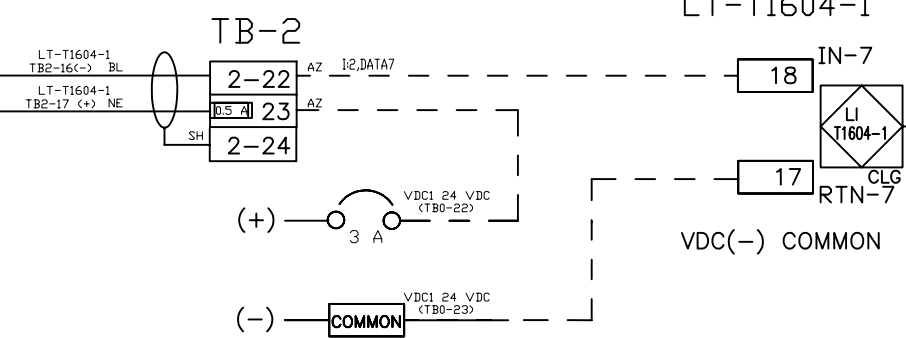 LT-T1604-1
TB-2
LT-T1604-1
TB2-16(-) BL
2-22
AZ
I:2,DATA7
18
IN-7
LT-T1604-1
TB2-17 (+) NE
0.5 A
23
AZ
LI
T1604-1
SH
2-24
17
CLG
RTN-7
VDC1 24 VDC
(TB0-22)
(+)
3 A
VDC(-) COMMON
VDC1 24 VDC
(TB0-23)
(-)
COMMON